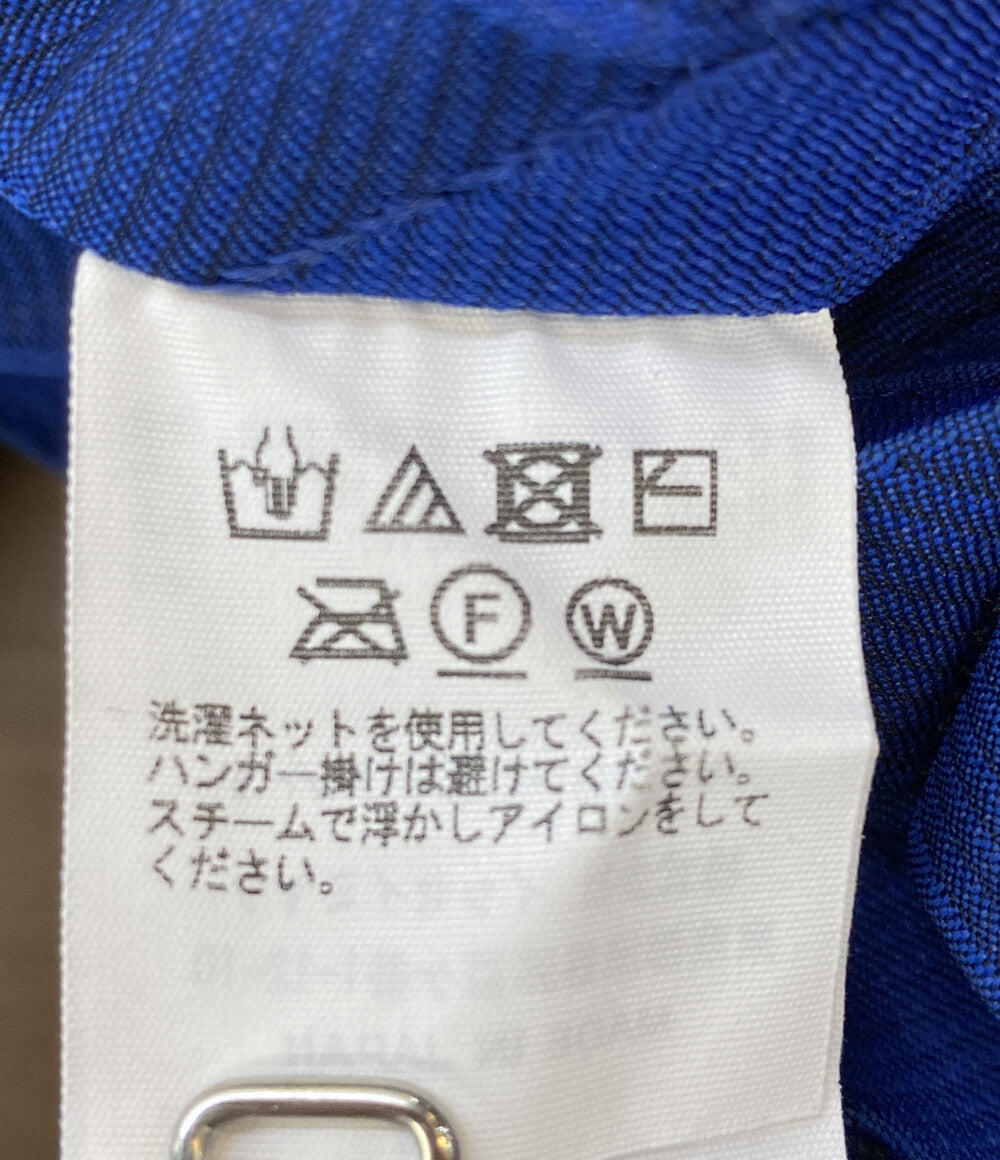 F W
洗濯ネットを使用してください。
ハンガー掛けは避けてください。
スチームで浮かしアイロンをして
ください。